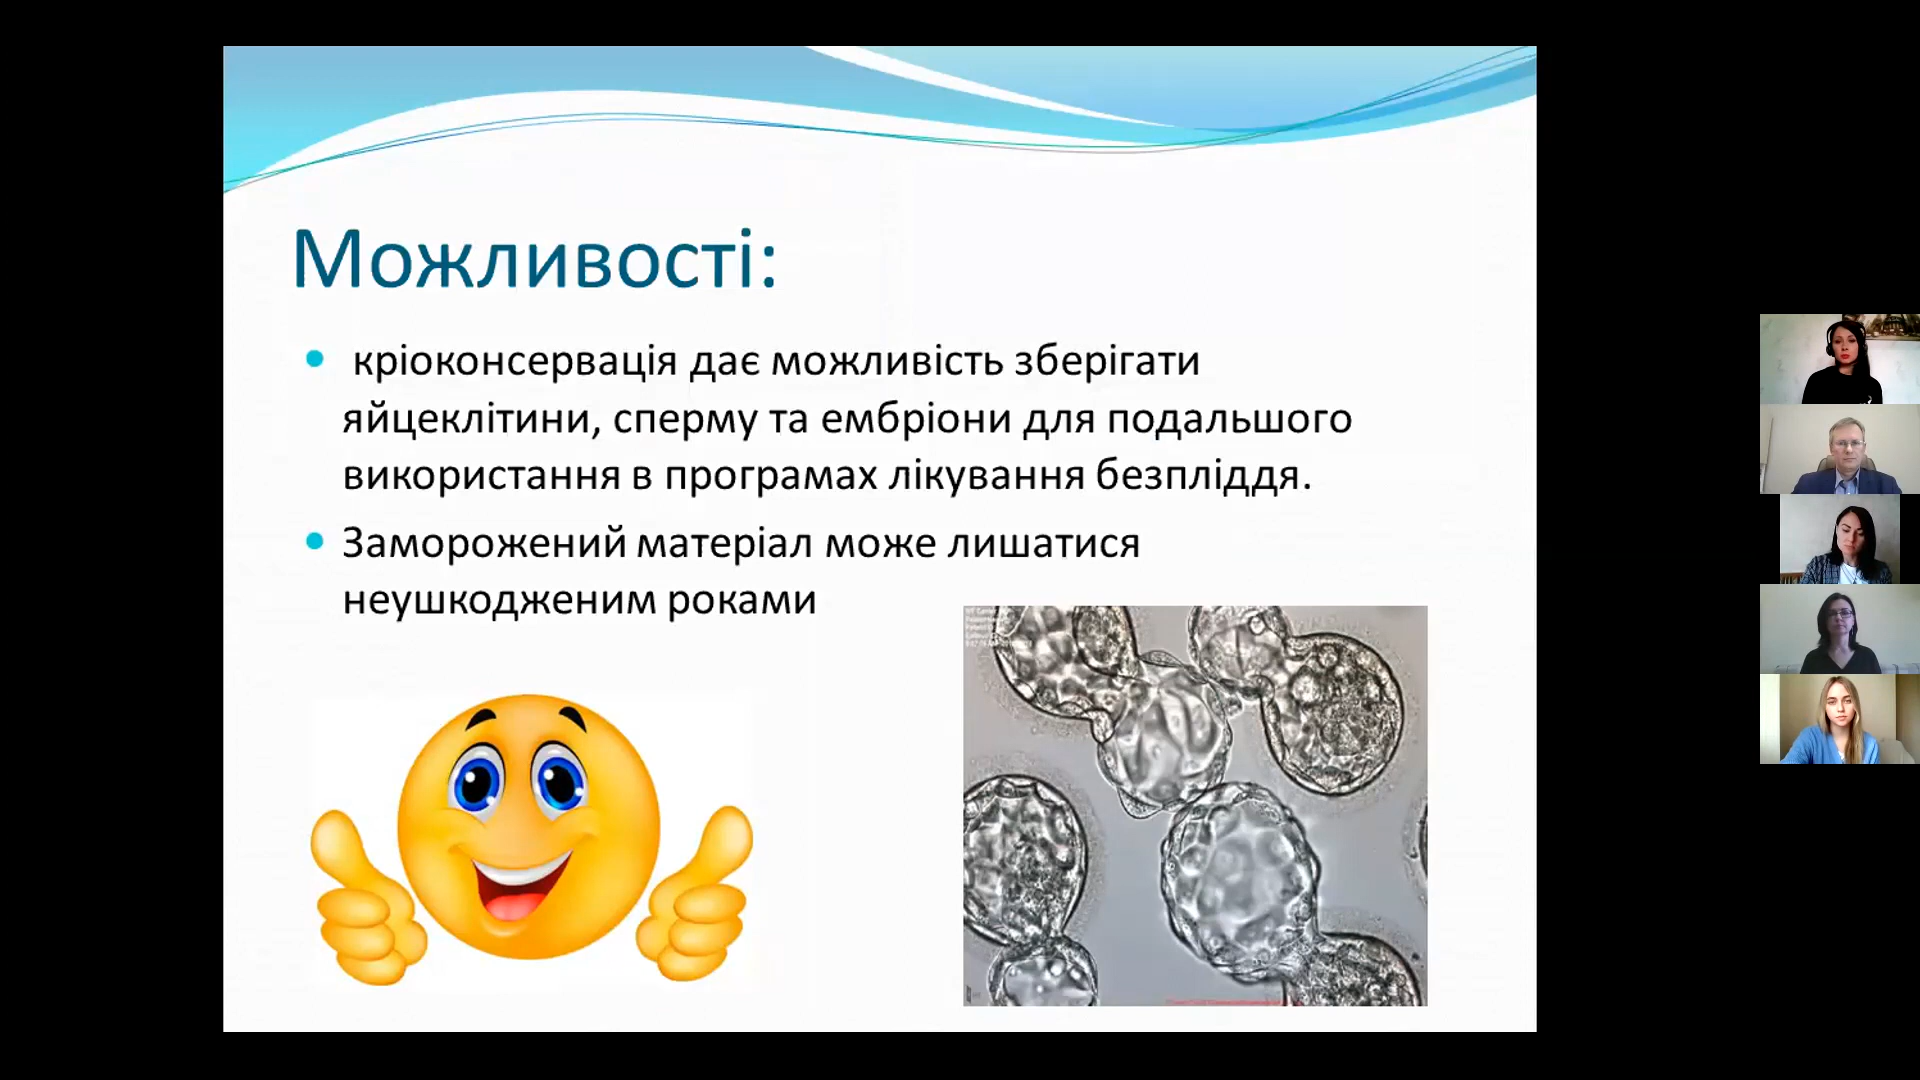 Можливості:
кріоконсервація дає можливість зберігати
яйцеклітини, сперму та ембріони для подальшого
використання в програмах лікування безпліддя.
Заморожений матеріал може лишатися
неушкодженим роками